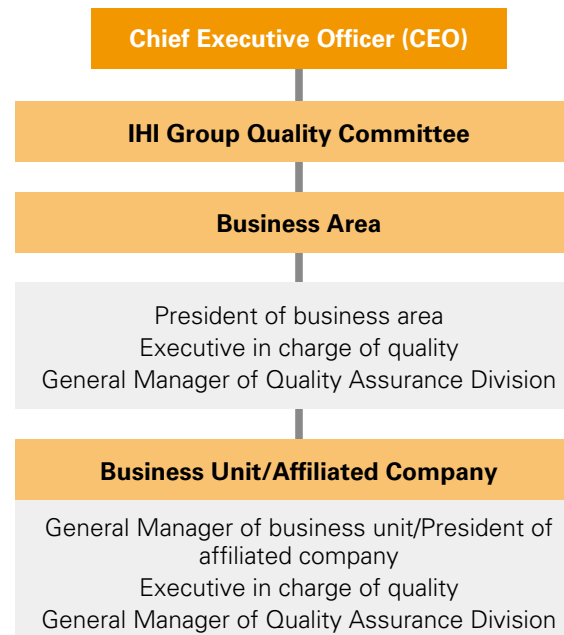 Chief Executive Officer (CEO)
IHI Group Quality Committee
Business Area
President of business area
Executive in charge of quality
General Manager of Quality Assurance Division
Business Unit/Affiliated Company
General Manager of business unit/President of
affiliated company
Executive in charge of quality
General Manager of Quality Assurance Division